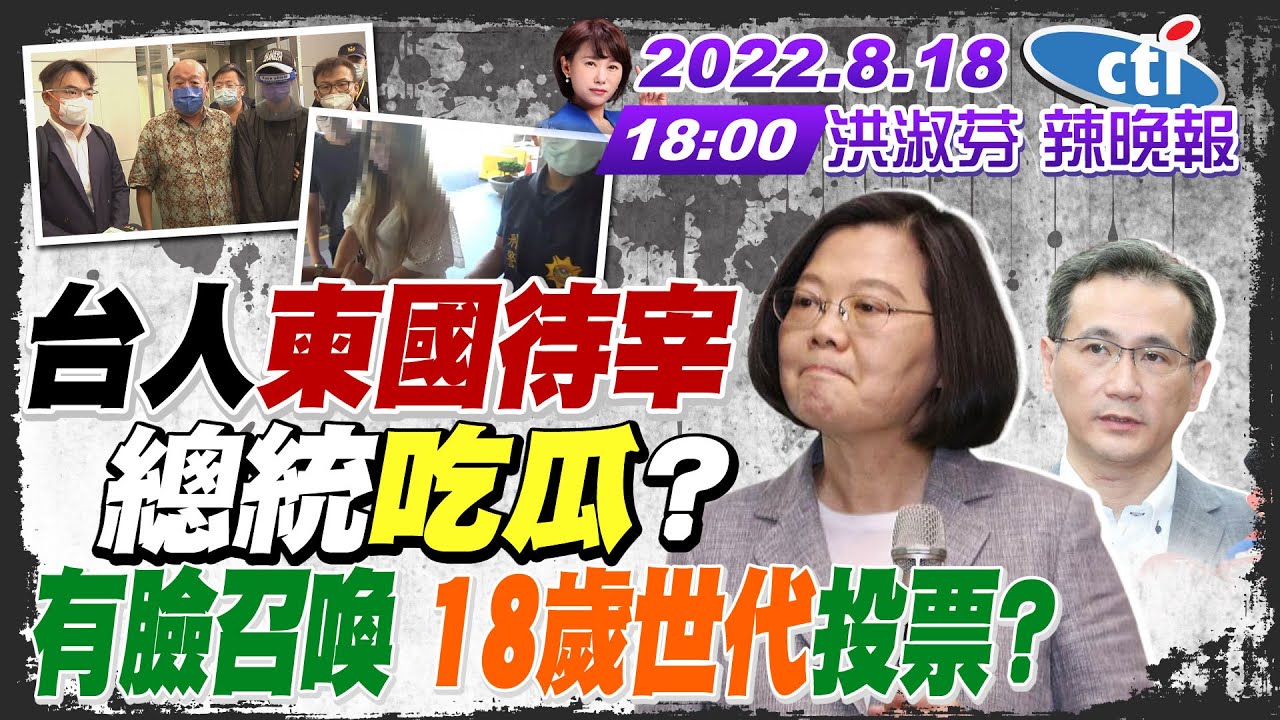 2022.8.18
cti
18:00 洪淑芬 辣晚報
台人柬國待宰
總統吃瓜?
有臉召喚 18歲世代投票?